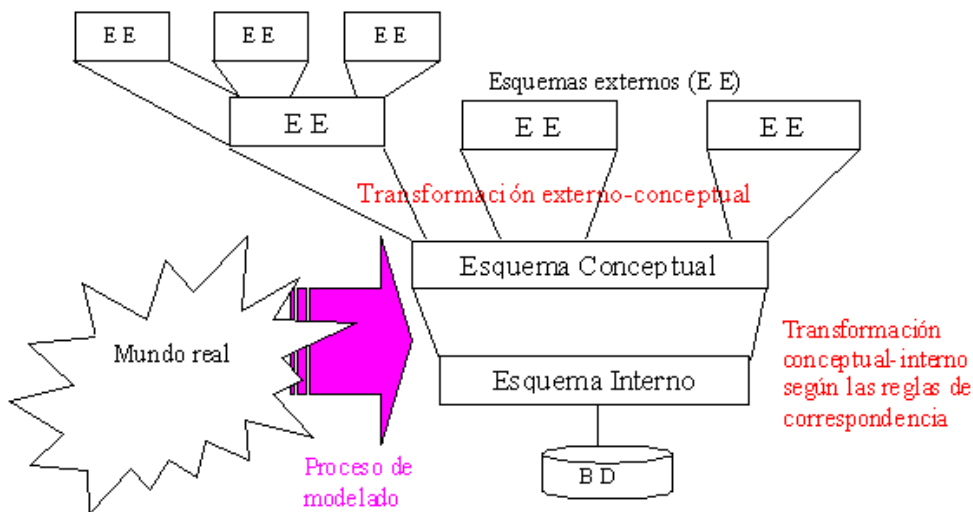 E E
E E
E E
Esquemas externos (E E)
E E
E E
E E
Transformación externo-conceptual
Esquema Conceptual
Mundo real
Transformación
conceptual-interno
según las reglas de
correspondencia
Esquema Interno
Proceso de
modelado
B D